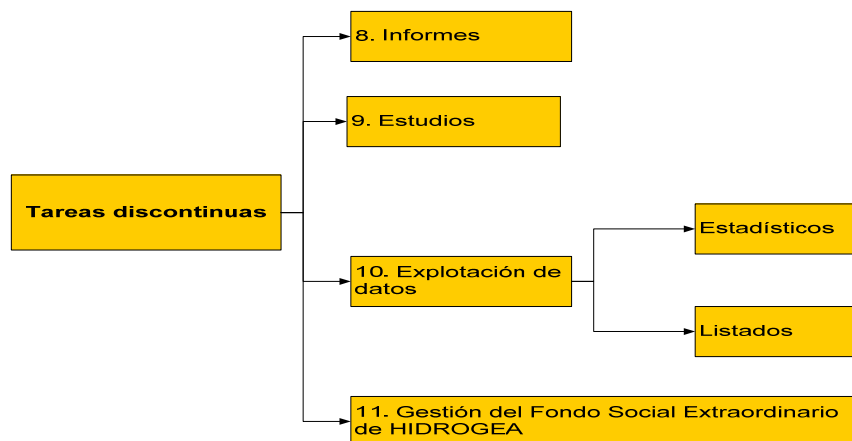 8. Informes
9. Estudios
Tareas discontinuas
10. Explotación de
datos
Estadísticos
Listados
11. Gestión del Fondo Social Extraordinario
de HIDROGEA